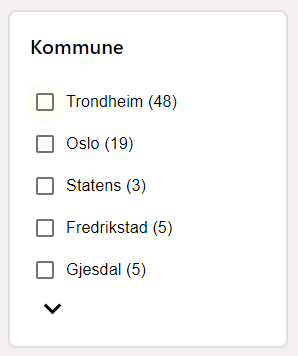 Kommune
Trondheim (48)
Oslo (19)
Statens (3)
Fredrikstad (5)
Gjesdal (5)